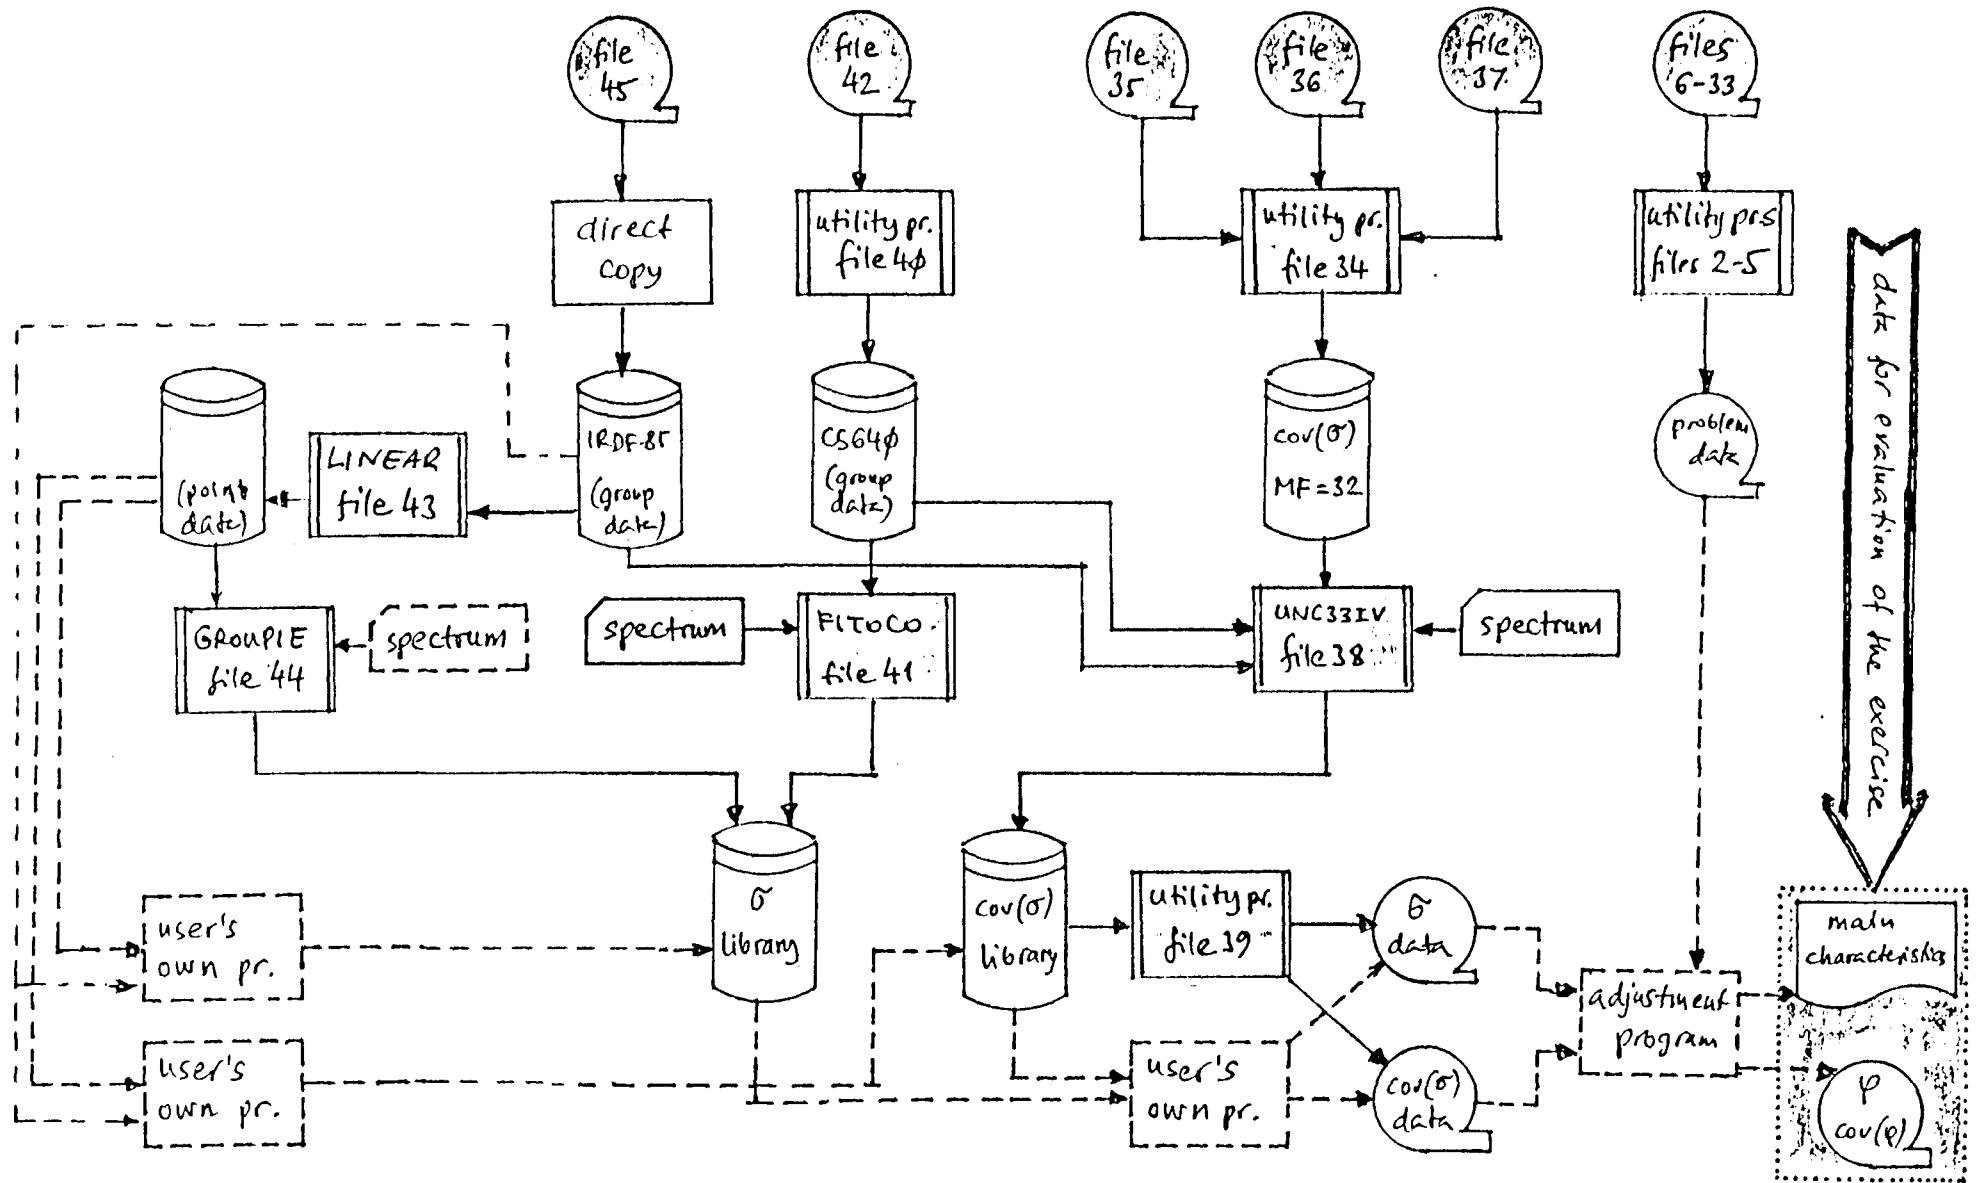 file
45
file
42
file
35
file
36
file
37
files
6-33
direct
copy
utility pr.
file 4φ
utility pr.
file 34
utility pr.s
files 2-5
data for evaluation of the exercise
(point
data)
LINEAR
file 43
IRDF-85
(group
data)
CS64φ
(group
data)
cov(σ)
MF=32
problem
data
GROUPIE
file 44
spectrum
spectrum
FITOCO.
file 41
UNC33IV
file 38
spectrum
user's
own pr.
σ
library
cov(σ)
library
utility pr.
file 39
σ
data
main
characteristics
adjustment
program
user's
own pr.
user's
own pr.
cov(σ)
data
φ
cov(φ)